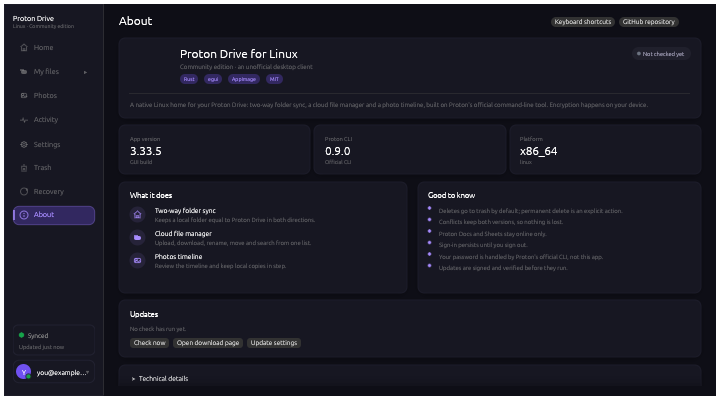 Proton Drive
Linux · Community edition
Home
My files
Photos
Activity
Settings
Trash
Recovery
About
Synced
Updated just now
Y
you@example...
About
Keyboard shortcuts
GitHub repository
Proton Drive for Linux
Community edition · an unofficial desktop client
Rust
egui
AppImage
MIT
Not checked yet
A native Linux home for your Proton Drive: two-way folder sync, a cloud file manager and a photo timeline, built on Proton's official command-line tool. Encryption happens on your device.
App version
3.33.5
GUI build
Proton CLI
0.9.0
Official CLI
Platform
x86_64
linux
What it does
Two-way folder sync
Keeps a local folder equal to Proton Drive in both directions.
Cloud file manager
Upload, download, rename, move and search from one list.
Photos timeline
Review the timeline and keep local copies in step.
Good to know
Deletes go to trash by default; permanent delete is an explicit action.
Conflicts keep both versions, so nothing is lost.
Proton Docs and Sheets stay online only.
Sign-in persists until you sign out.
Your password is handled by Proton's official CLI, not this app.
Updates are signed and verified before they run.
Updates
No check has run yet.
Check now
Open download page
Update settings
Technical details